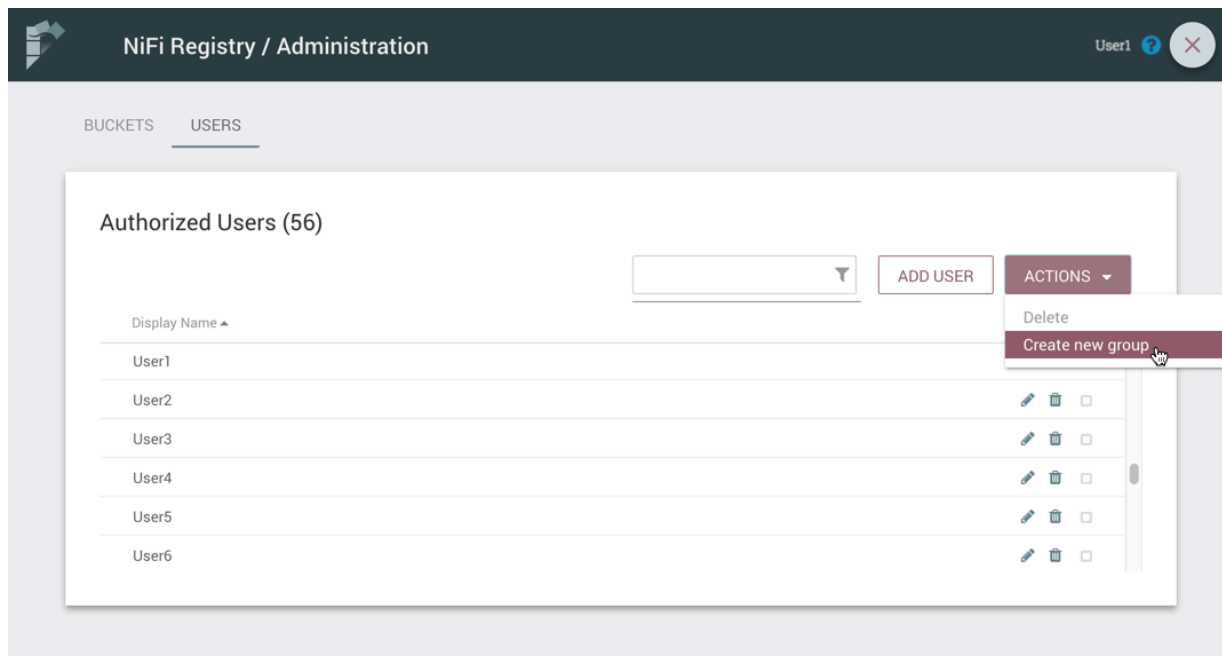 NiFi Registry / Administration
User1 ?
BUCKETS USERS
Authorized Users (56)
ADD USER ACTIONS
Delete
Create new group
Display Name
User1
User2
User3
User4
User5
User6